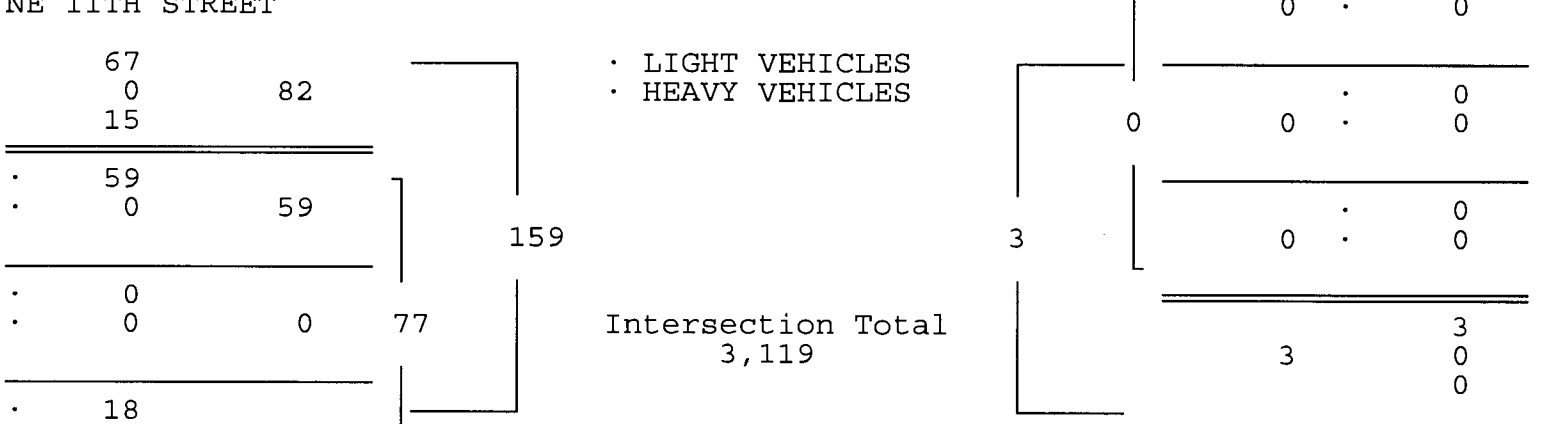 NE 11TH STREET 0 · 0
67 · LIGHT VEHICLES
0 82 · HEAVY VEHICLES · 0
15 0 0 · 0
· 59
· 0 59 · 0
159 3 0 · 0
· 0
· 0 0 77 Intersection Total 3
3,119 3 0
0
· 18